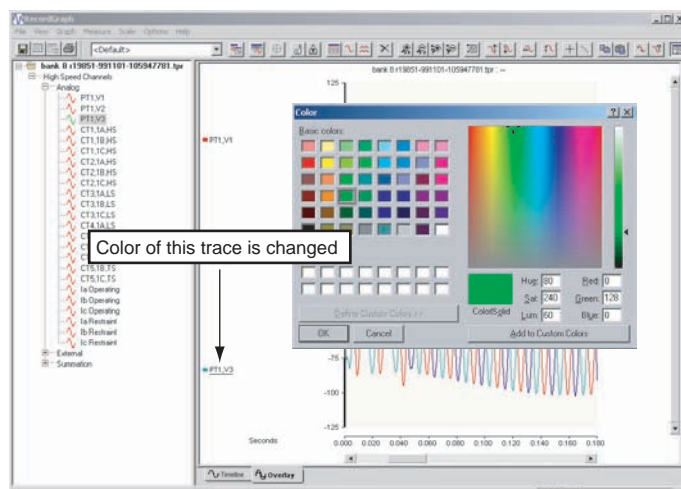 RecordGraph
File View Graph Measure Scale Options Help
<Default>
bank 8 r19851-991101-105947781.tpr
High Speed Channels
Analog
PT1,V1
PT1,V2
PT1,V3
CT1,1A,HS
CT1,1B,HS
CT1,1C,HS
CT2,1A,HS
CT2,1B,HS
CT2,1C,HS
CT3,1A,LS
CT3,1B,LS
CT3,1C,LS
CT4,1A,LS
CT5,1B,TS
CT5,1C,TS
Ia Operating
Ib Operating
Ic Operating
Ia Restraint
Ib Restraint
Ic Restraint
External
Summation
bank 8 r19851-991101-105947781.tpr : --
125
PT1,V1
Color
Basic colors:
Define Custom Colors >>
OK
Cancel
Color|Solid
Hue: 80
Sat: 240
Lum: 60
Red: 0
Green: 128
Blue: 0
Add to Custom Colors
Color of this trace is changed
PT1,V3
-75
-100
-125
Seconds
0.000 0.020 0.040 0.060 0.080 0.100 0.120 0.140 0.160 0.180
Timeline
Overlay